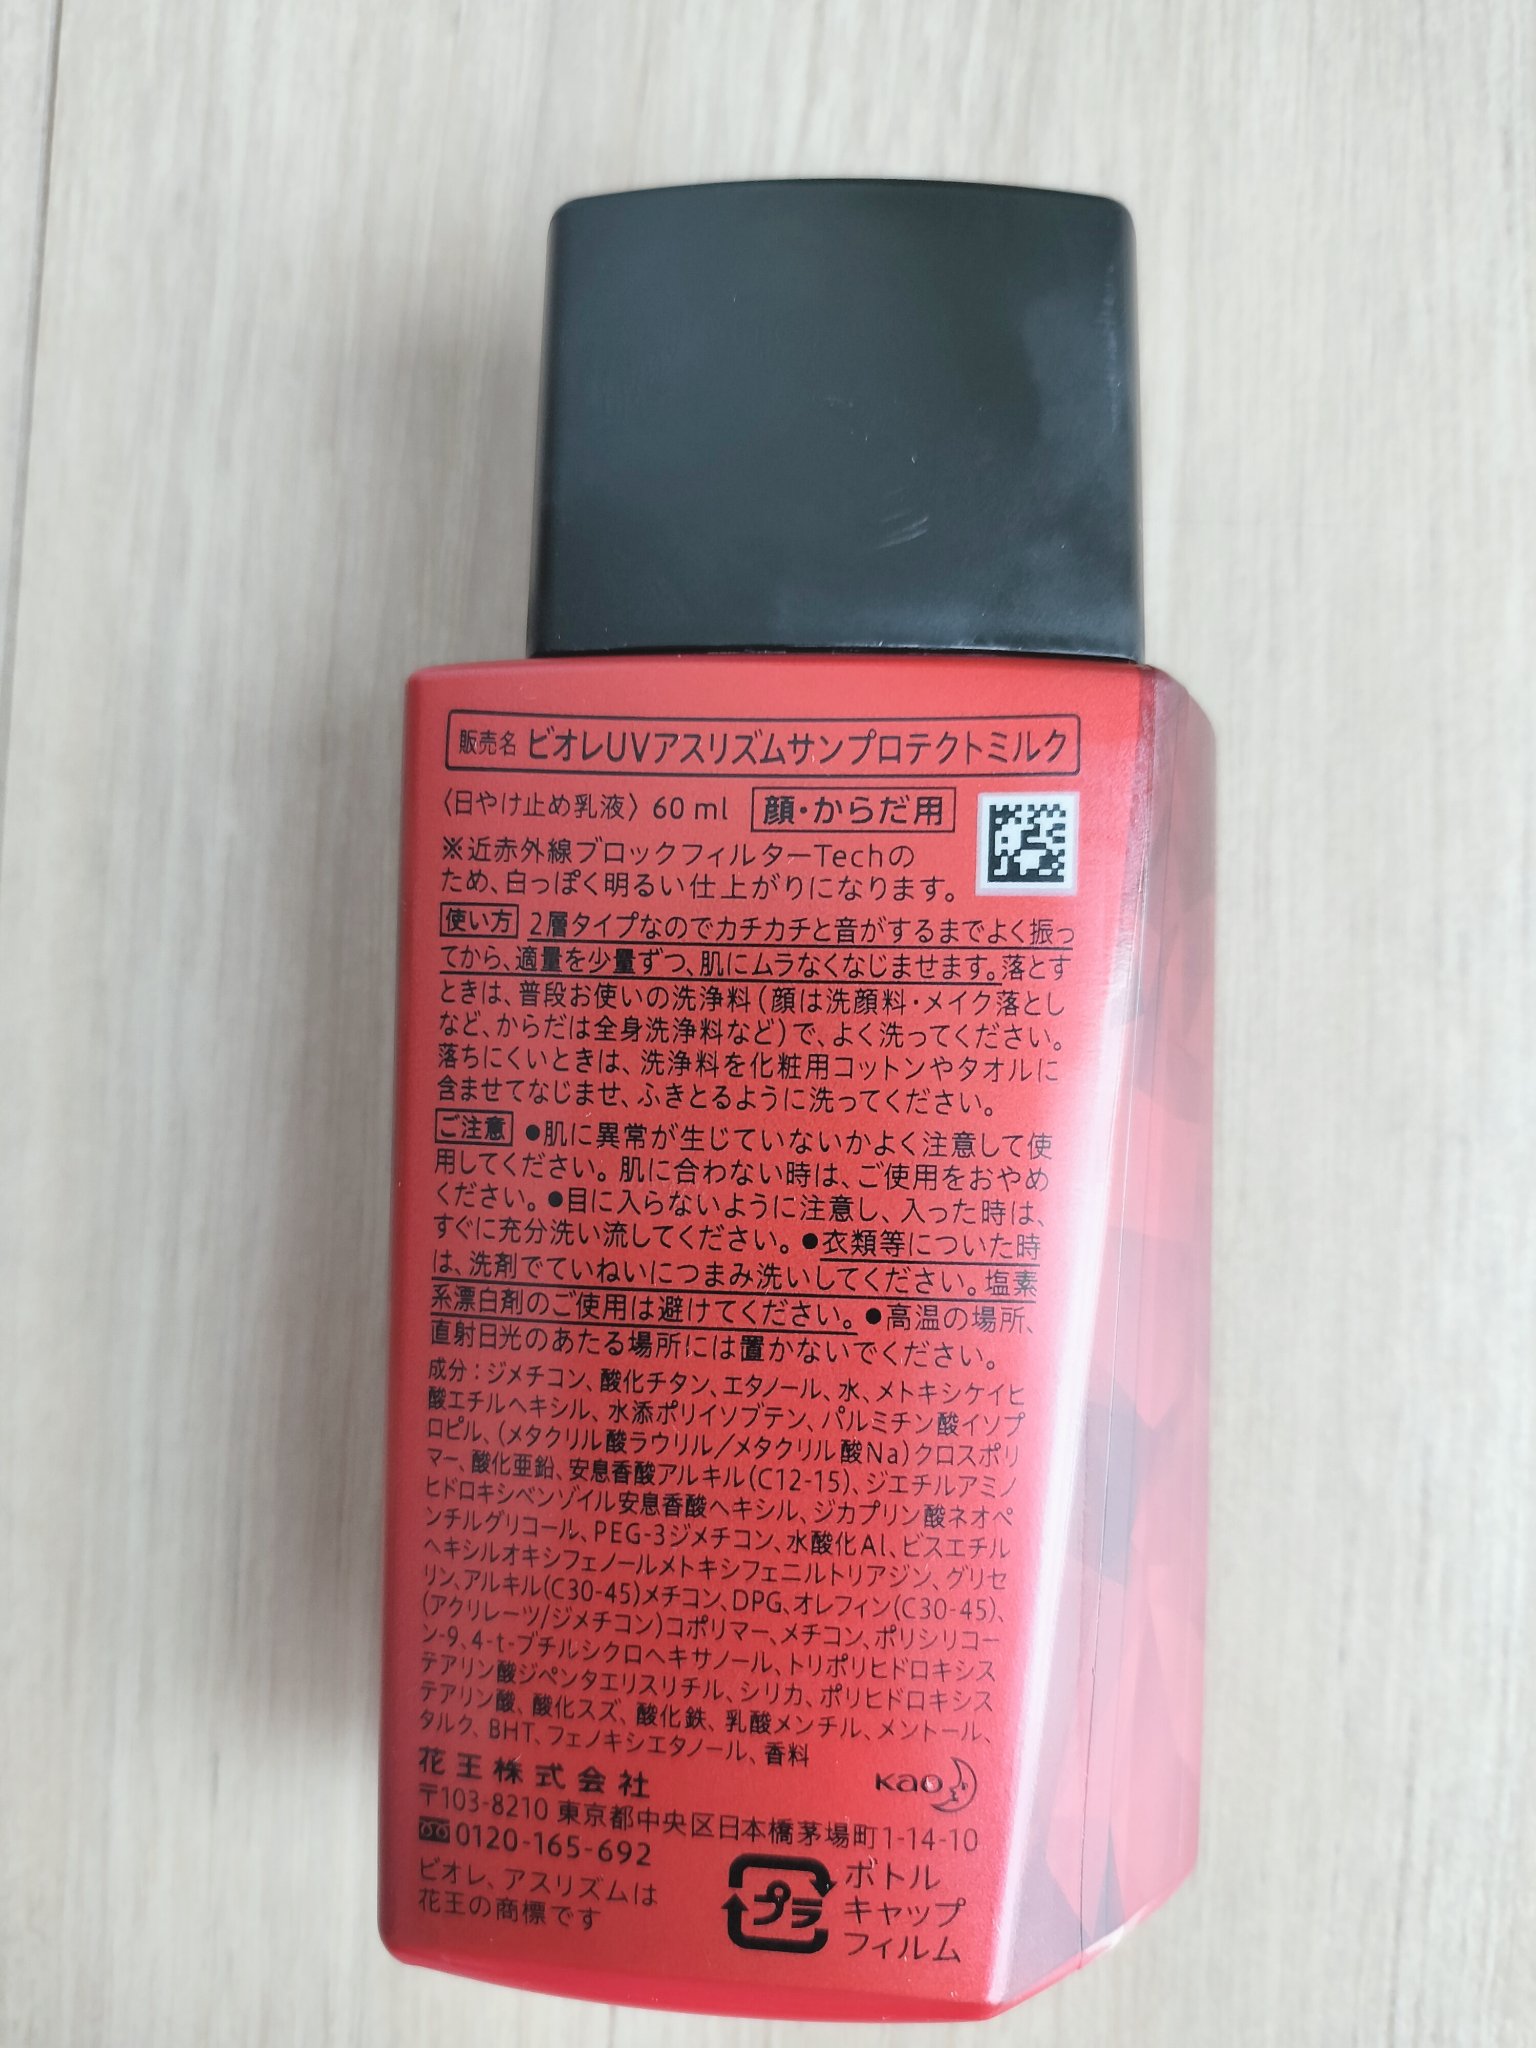 販売名 ビオレUVアスリズムサンプロテクトミルク
〈日やけ止め乳液〉 60 ml 顔・からだ用
※近赤外線ブロックフィルターTechの
ため、白っぽく明るい仕上がりになります。
使い方 2層タイプなのでカチカチと音がするまでよく振っ
てから、適量を少量ずつ、肌にムラなくなじませます。落とす
ときは、普段お使いの洗浄料(顔は洗顔料・メイク落とし
など、からだは全身洗浄料など)で、よく洗ってください。
落ちにくいときは、洗浄料を化粧用コットンやタオルに
含ませてなじませ、ふきとるように洗ってください。
ご注意 ●肌に異常が生じていないかよく注意して使
用してください。肌に合わない時は、ご使用をおやめ
ください。●目に入らないように注意し、入った時は、
すぐに充分洗い流してください。●衣類等についた時
は、洗剤でていねいにつまみ洗いしてください。塩素
系漂白剤のご使用は避けてください。●高温の場所、
直射日光のあたる場所には置かないでください。
成分：ジメチコン、酸化チタン、エタノール、水、メトキシケイヒ
酸エチルヘキシル、水添ポリイソブテン、パルミチン酸イソプ
ロピル、(メタクリル酸ラウリル／メタクリル酸Na)クロスポリ
マー、酸化亜鉛、安息香酸アルキル(C12-15)、ジエチルアミノ
ヒドロキシベンゾイル安息香酸ヘキシル、ジカプリン酸ネオペ
ンチルグリコール、PEG-3ジメチコン、水酸化Al、ビスエチル
ヘキシルオキシフェノールメトキシフェニルトリアジン、グリセ
リン、アルキル(C30-45)メチコン、DPG、オレフィン(C30-45)、
(アクリレーツ/ジメチコン)コポリマー、メチコン、ポリシリコー
ン-9、4-t-ブチルシクロヘキサノール、トリポリヒドロキシス
テアリン酸ジペンタエリスリチル、シリカ、ポリヒドロキシス
テアリン酸、酸化スズ、酸化鉄、乳酸メンチル、メントール、
タルク、BHT、フェノキシエタノール、香料
花王株式会社 Kao
〒103-8210 東京都中央区日本橋茅場町1-14-10
0120-165-692
ビオレ、アスリズムは
花王の商標です
プラ
ボトル
キャップ
フィルム